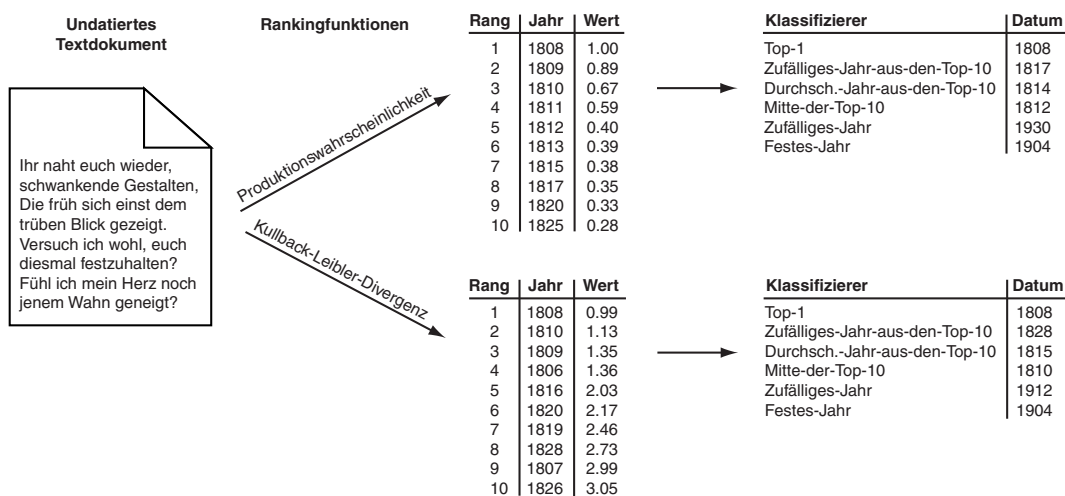 Undatiertes
Textdokument
Ihr naht euch wieder,
schwankende Gestalten,
Die früh sich einst dem
trüben Blick gezeigt.
Versuch ich wohl, euch
diesmal festzuhalten?
Fühl ich mein Herz noch
jenem Wahn geneigt?
Rankingfunktionen
Produktionswahrscheinlichkeit
Kullback-Leibler-Divergenz
Rang Jahr Wert
1 1808 1.00
2 1809 0.89
3 1810 0.67
4 1811 0.59
5 1812 0.40
6 1813 0.39
7 1815 0.38
8 1817 0.35
9 1820 0.33
10 1825 0.28
Klassifizierer Datum
Top-1 1808
Zufälliges-Jahr-aus-den-Top-10 1817
Durchsch.-Jahr-aus-den-Top-10 1814
Mitte-der-Top-10 1812
Zufälliges-Jahr 1930
Festes-Jahr 1904
Rang Jahr Wert
1 1808 0.99
2 1810 1.13
3 1809 1.35
4 1806 1.36
5 1816 2.03
6 1820 2.17
7 1819 2.46
8 1828 2.73
9 1807 2.99
10 1826 3.05
Klassifizierer Datum
Top-1 1808
Zufälliges-Jahr-aus-den-Top-10 1828
Durchsch.-Jahr-aus-den-Top-10 1815
Mitte-der-Top-10 1810
Zufälliges-Jahr 1912
Festes-Jahr 1904